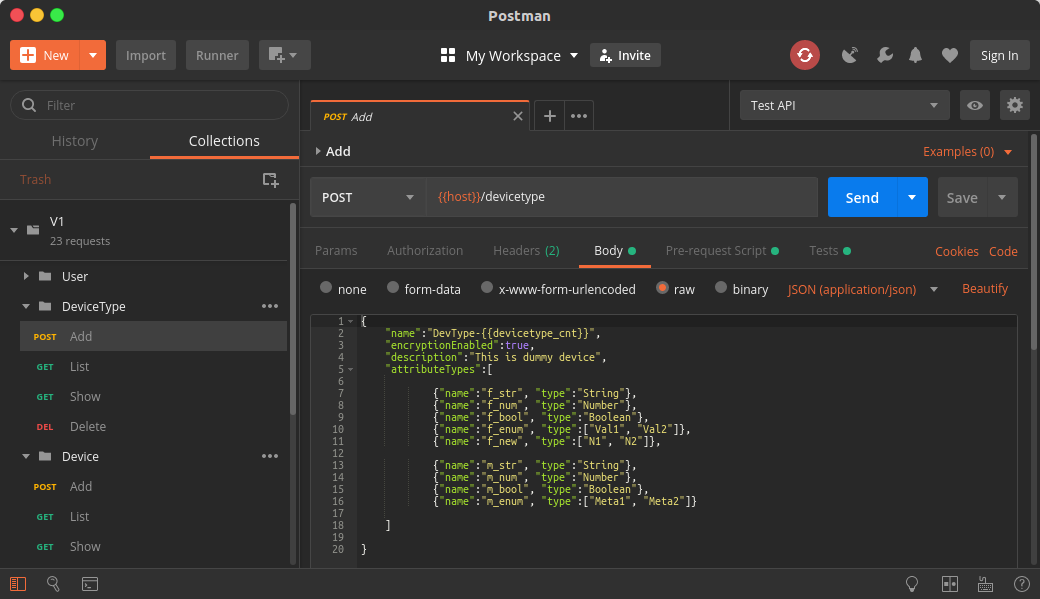 Postman
New Import Runner My Workspace Invite Sign In
Filter
History Collections
Trash
V1
23 requests
User
DeviceType
POST Add
GET List
GET Show
DEL Delete
Device
POST Add
GET List
GET Show
POST Add
Test API
Add Examples (0)
POST {{host}}/devicetype Send Save
Params Authorization Headers (2) Body Pre-request Script Tests Cookies Code
none form-data x-www-form-urlencoded raw binary JSON (application/json) Beautify
1 {
2 "name":"DevType-{{devicetype_cnt}}",
3 "encryptionEnabled":true,
4 "description":"This is dummy device",
5 "attributeTypes":[
6
7 {"name":"f_str", "type":"String"},
8 {"name":"f_num", "type":"Number"},
9 {"name":"f_bool", "type":"Boolean"},
10 {"name":"f_enum", "type":["Val1", "Val2"]},
11 {"name":"f_new", "type":["N1", "N2"]},
12
13 {"name":"m_str", "type":"String"},
14 {"name":"m_num", "type":"Number"},
15 {"name":"m_bool", "type":"Boolean"},
16 {"name":"m_enum", "type":["Meta1", "Meta2"]}
17
18 ]
19
20 }